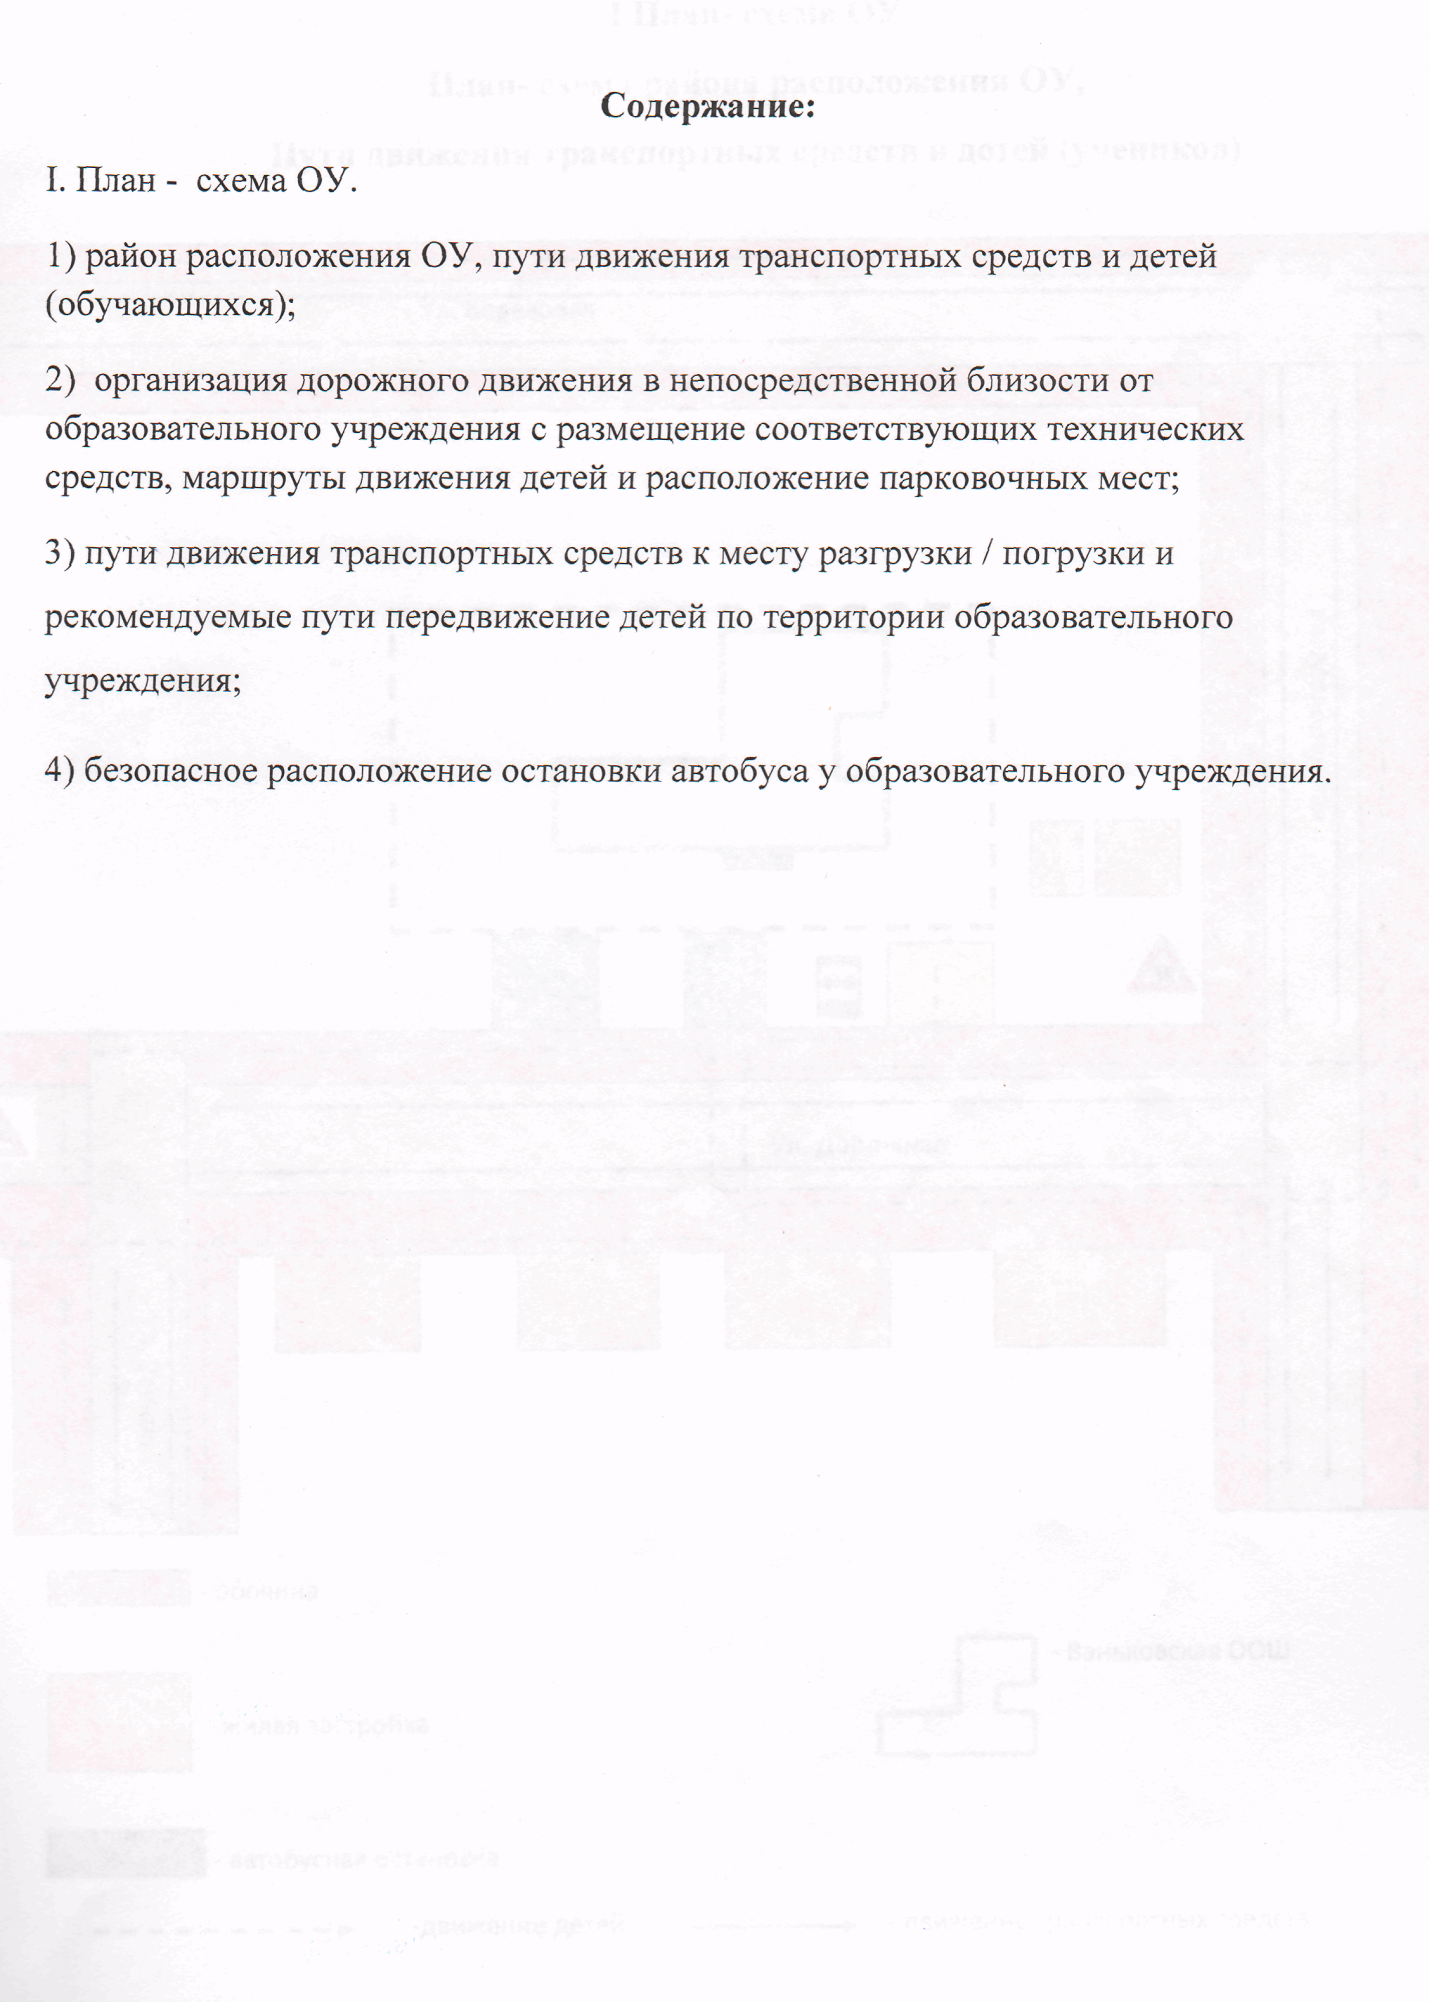 Содержание:
I. План - схема ОУ.
1) район расположения ОУ, пути движения транспортных средств и детей
(обучающихся);
2) организация дорожного движения в непосредственной близости от
образовательного учреждения с размещение соответствующих технических
средств, маршруты движения детей и расположение парковочных мест;
3) пути движения транспортных средств к месту разгрузки / погрузки и
рекомендуемые пути передвижение детей по территории образовательного
учреждения;
4) безопасное расположение остановки автобуса у образовательного учреждения.